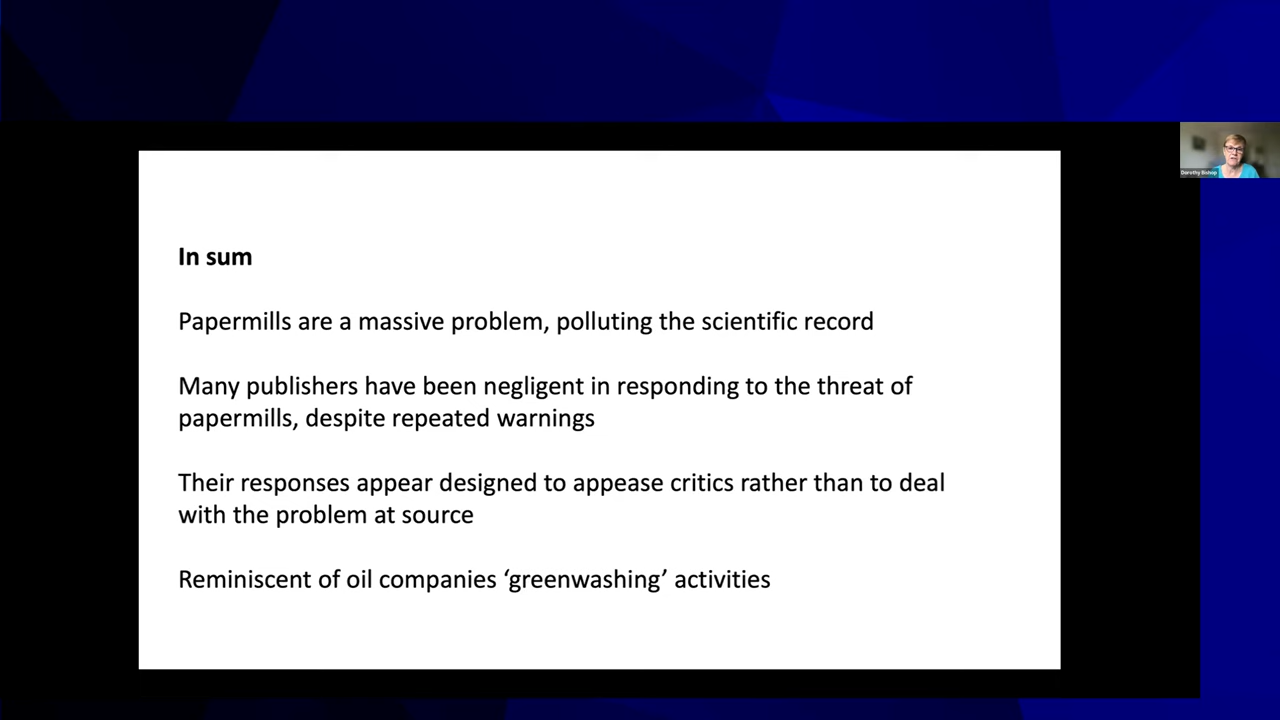 Dorothy Bishop
In sum
Papermills are a massive problem, polluting the scientific record
Many publishers have been negligent in responding to the threat of
papermills, despite repeated warnings
Their responses appear designed to appease critics rather than to deal
with the problem at source
Reminiscent of oil companies ‘greenwashing’ activities